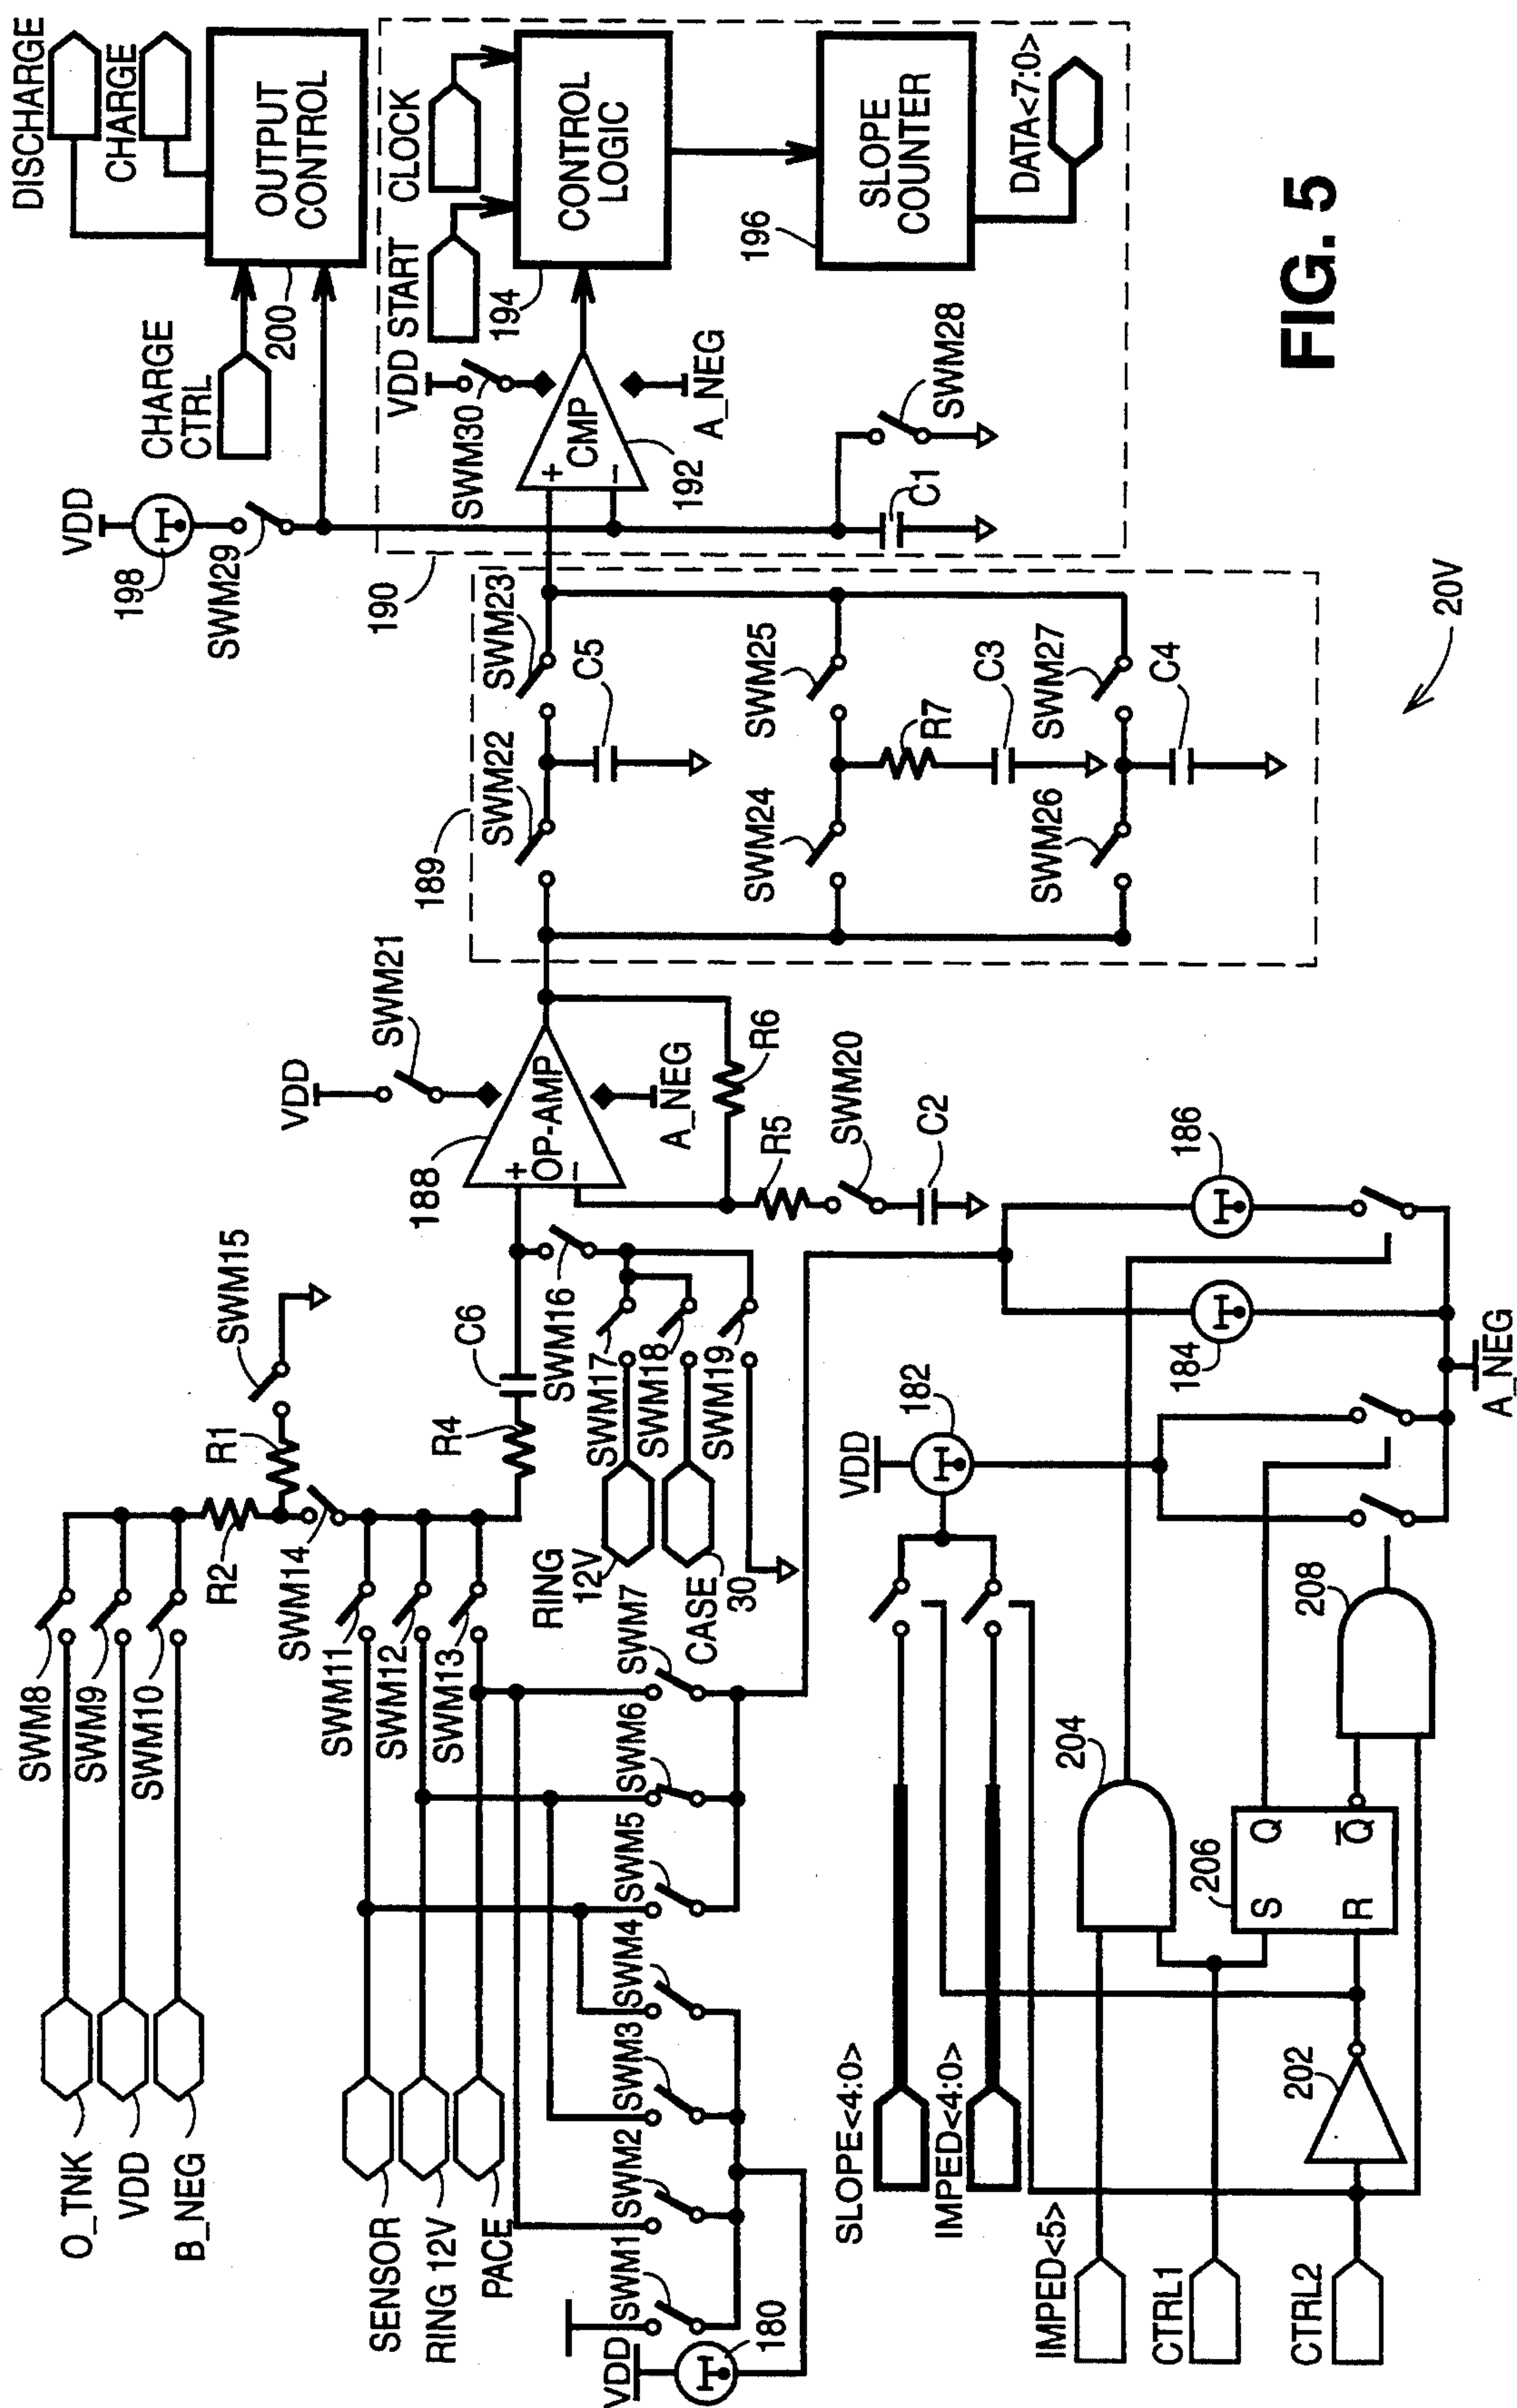 DISCHARGE
CHARGE
OUTPUT
CONTROL
200
CHARGE
CTRL
VDD
198
SWM29
190
VDD
START
CLOCK
SWM30
CMP
+
−
192
A_NEG
194
CONTROL
LOGIC
196
SLOPE
COUNTER
DATA<7:0>
SWM28
C1
189
SWM22
SWM23
C5
SWM24
SWM25
R7
C3
SWM26
SWM27
C4
VDD
SWM21
188
OP-AMP
+
−
A_NEG
R6
R5
SWM20
C2
O_TNK
VDD
B_NEG
SWM8
SWM9
SWM10
R2
R1
SWM15
SWM14
SWM11
SWM12
SWM13
R4
C6
SWM16
SWM17
SWM18
SWM19
RING
12V
CASE
30
SENSOR
RING 12V
PACE
SWM1
SWM2
SWM3
SWM4
SWM5
SWM6
SWM7
VDD
180
SLOPE<4:0>
IMPED<4:0>
VDD
182
184
186
A_NEG
IMPED<5>
CTRL1
CTRL2
202
204
206
S
Q
R
Q̅
208
20V
FIG. 5